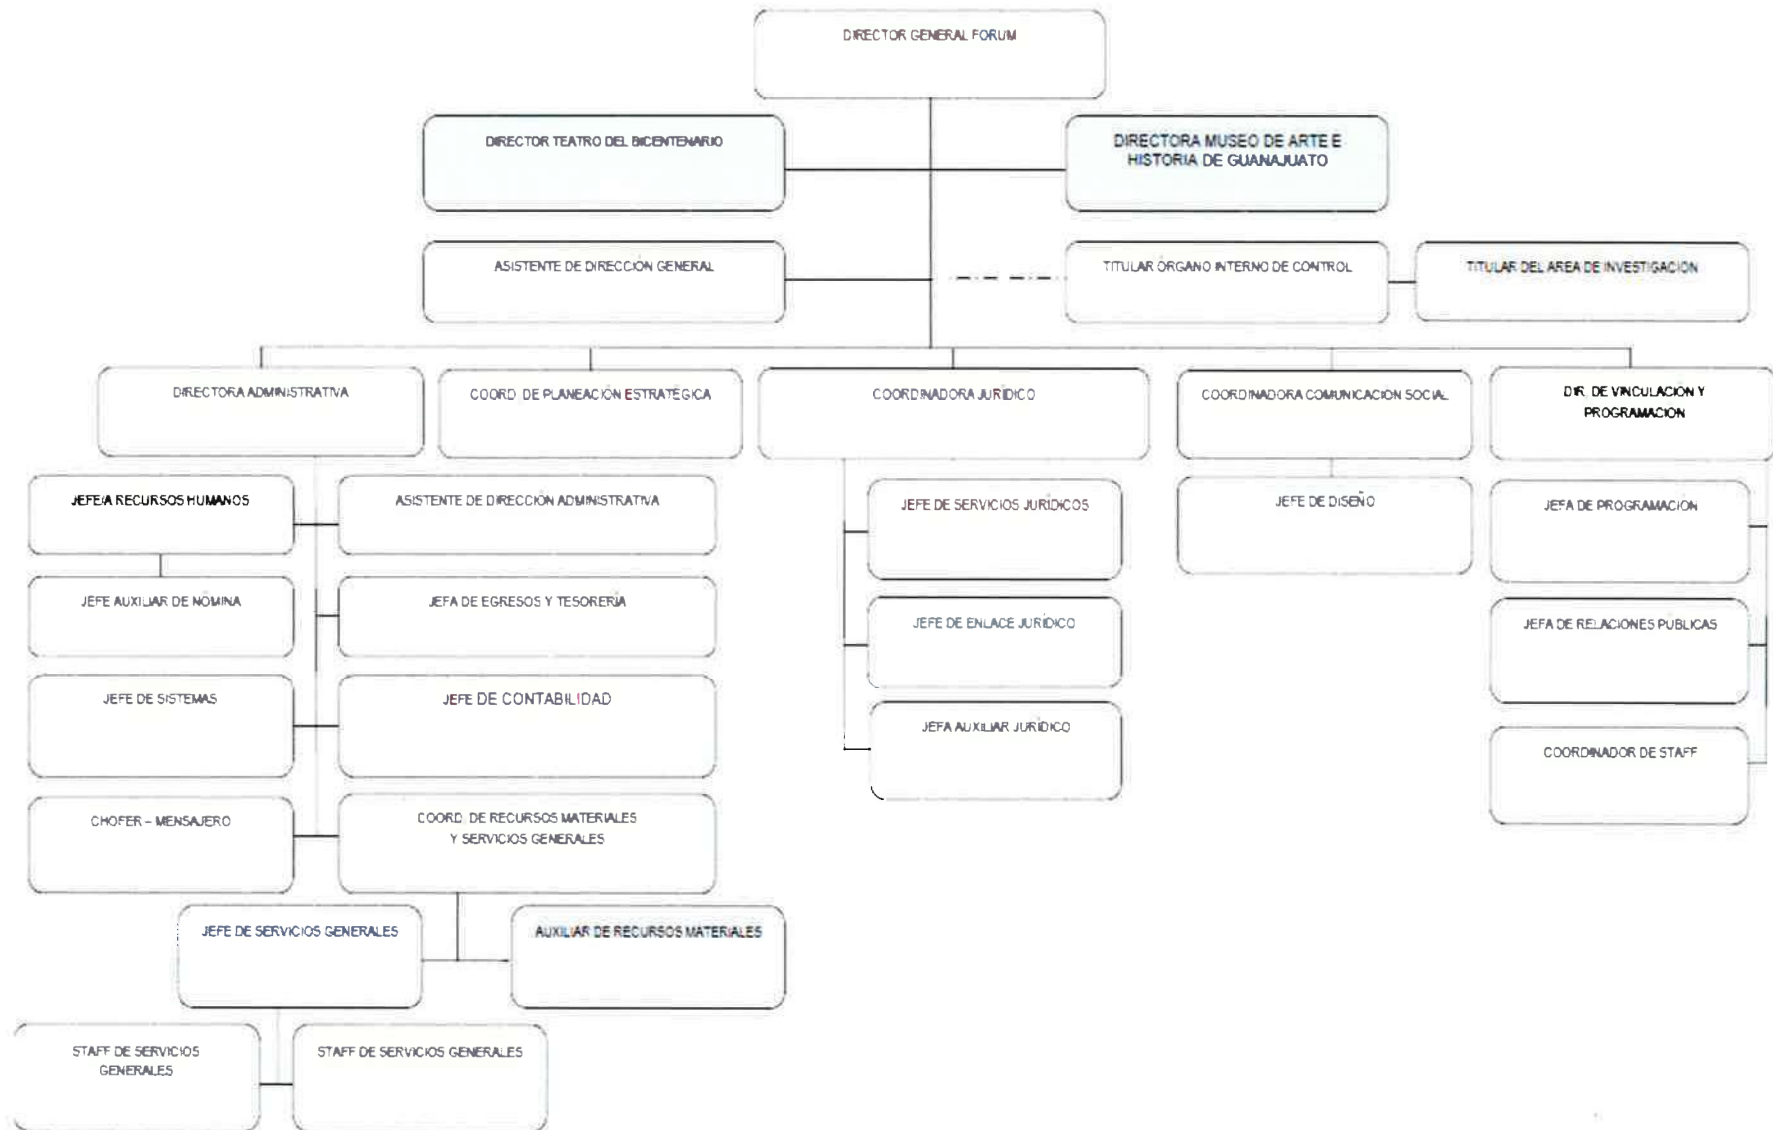 DIRECTOR GENERAL FORUM
DIRECTOR TEATRO DEL BICENTENARIO
DIRECTORA MUSEO DE ARTE E
HISTORIA DE GUANAJUATO
ASISTENTE DE DIRECCIÓN GENERAL
TITULAR ÓRGANO INTERNO DE CONTROL
TITULAR DEL AREA DE INVESTIGACION
DIRECTORA ADMINISTRATIVA
COORD. DE PLANEACIÓN ESTRATÉGICA
COORDINADORA JURÍDICO
COORDINADORA COMUNICACIÓN SOCIAL
DIR. DE VINCULACIÓN Y
PROGRAMACIÓN
JEFE/A RECURSOS HUMANOS
ASISTENTE DE DIRECCIÓN ADMINISTRATIVA
JEFE DE SERVICIOS JURÍDICOS
JEFE DE DISEÑO
JEFA DE PROGRAMACIÓN
JEFE AUXILIAR DE NÓMINA
JEFA DE EGRESOS Y TESORERÍA
JEFE DE ENLACE JURÍDICO
JEFA DE RELACIONES PÚBLICAS
JEFE DE SISTEMAS
JEFE DE CONTABILIDAD
JEFA AUXILIAR JURÍDICO
COORDINADOR DE STAFF
CHOFER – MENSAJERO
COORD. DE RECURSOS MATERIALES
Y SERVICIOS GENERALES
JEFE DE SERVICIOS GENERALES
AUXILIAR DE RECURSOS MATERIALES
STAFF DE SERVICIOS
GENERALES
STAFF DE SERVICIOS GENERALES